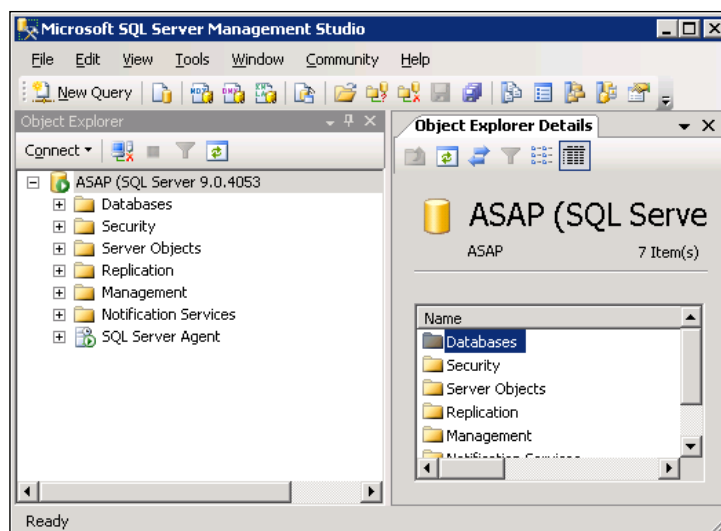 Microsoft SQL Server Management Studio
File Edit View Tools Window Community Help
New Query
Object Explorer
Connect
ASAP (SQL Server 9.0.4053
Databases
Security
Server Objects
Replication
Management
Notification Services
SQL Server Agent
Object Explorer Details
ASAP (SQL Serve
ASAP 7 Item(s)
Name
Databases
Security
Server Objects
Replication
Management
Notification Services
Ready